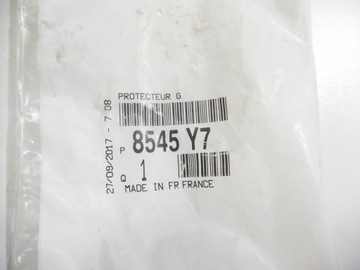 PROTECTEUR G
P 8545 Y7
Q 1
MADE IN FR FRANCE
27/09/2017 - 7 08